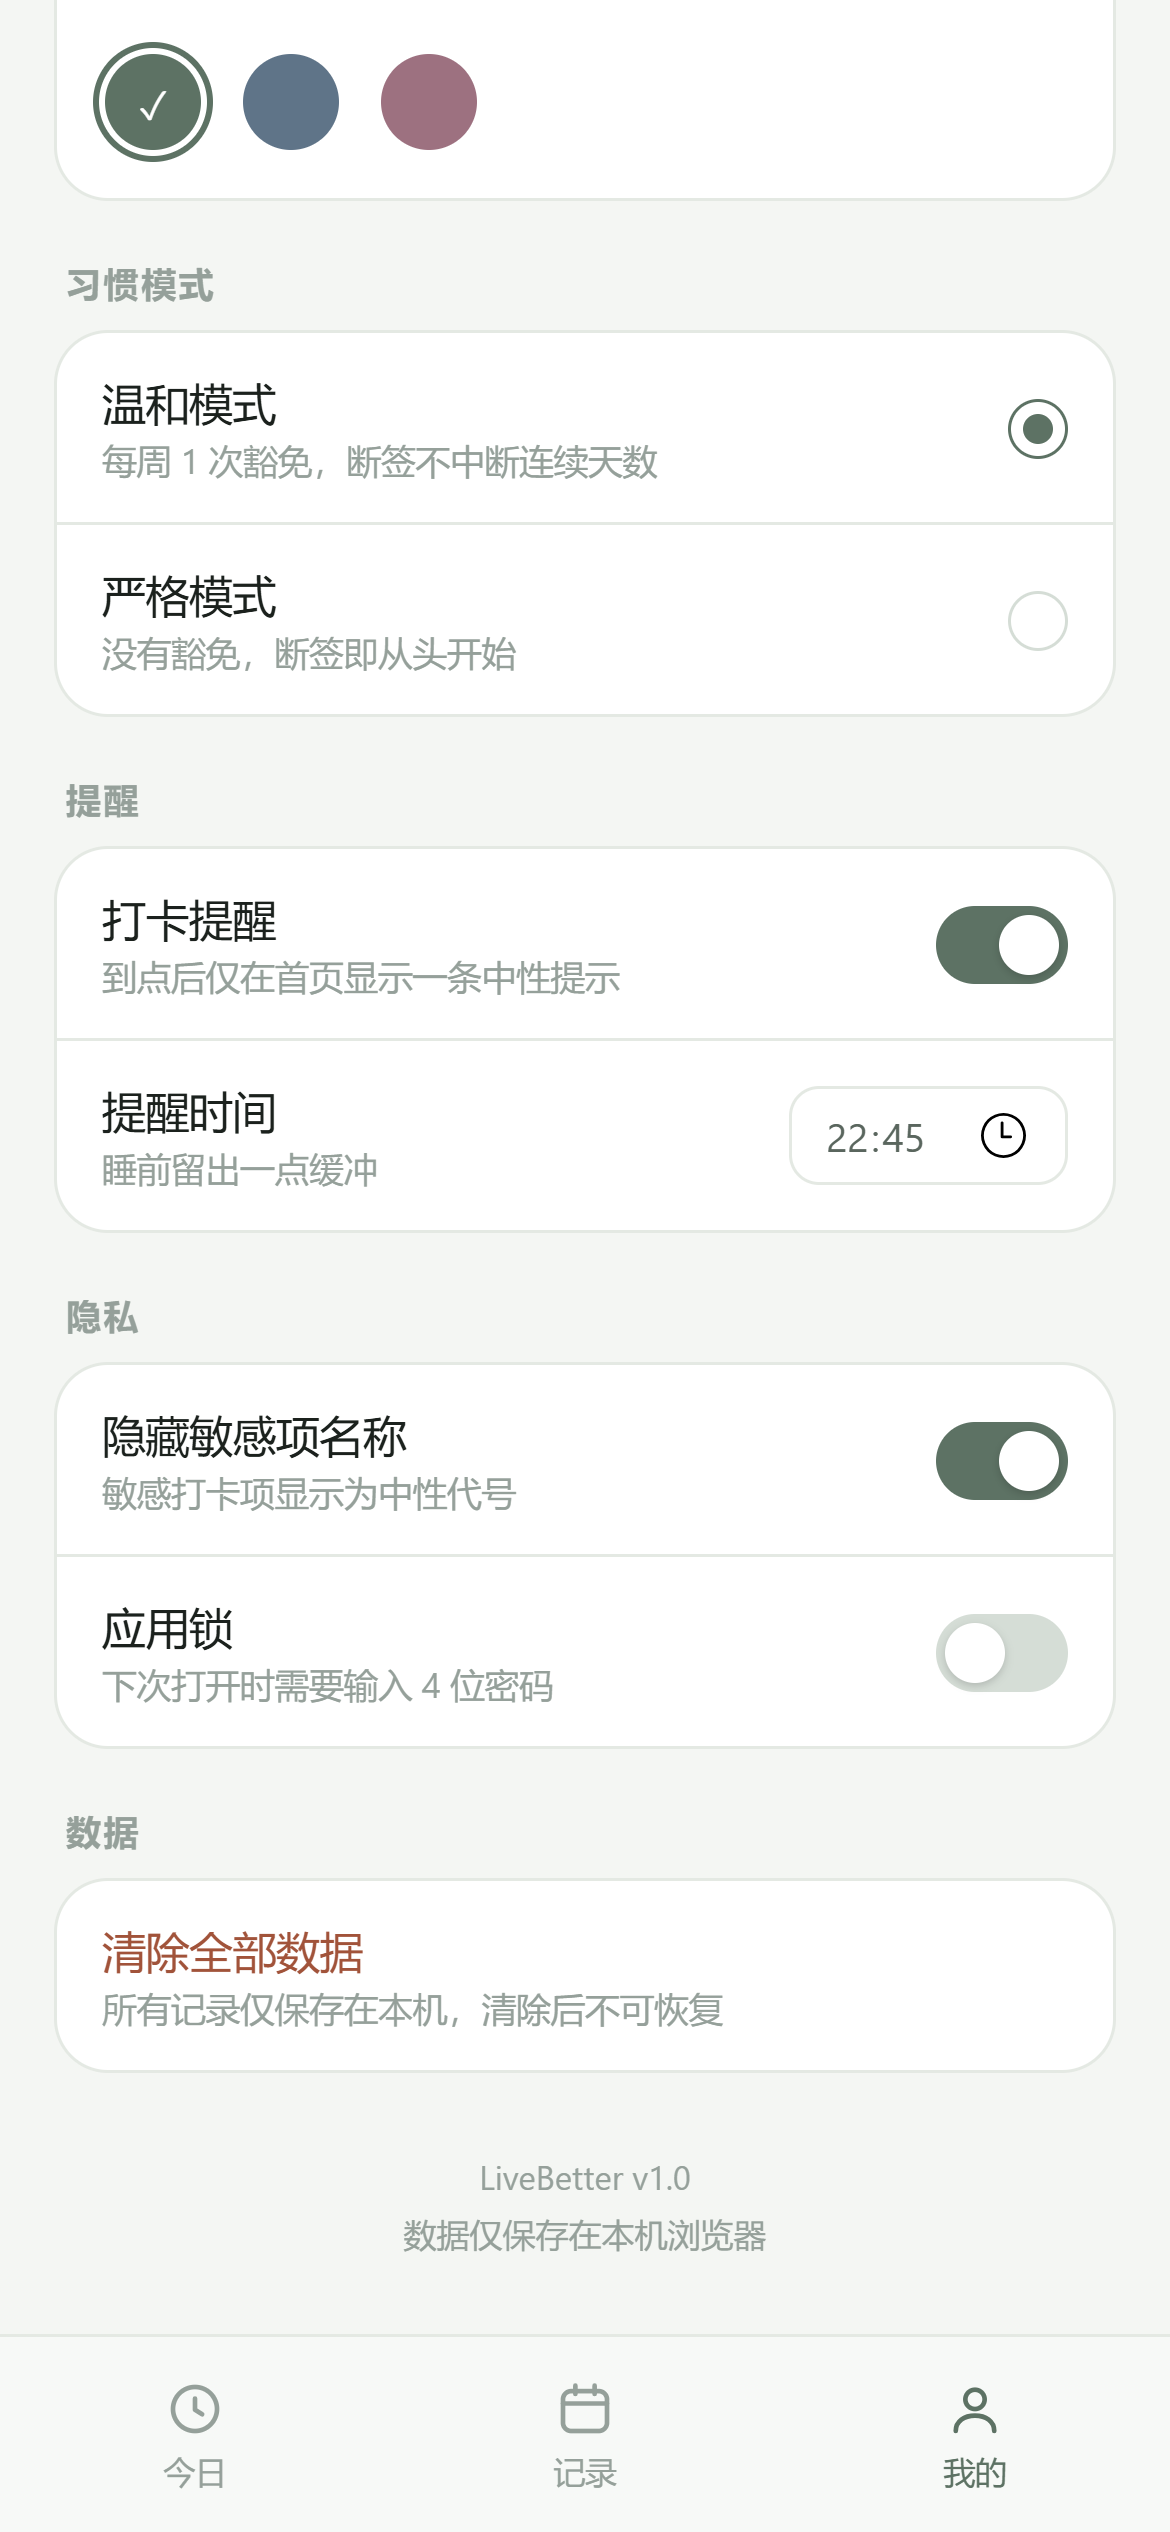 ✓
习惯模式
温和模式
每周 1 次豁免，断签不中断连续天数
严格模式
没有豁免，断签即从头开始
提醒
打卡提醒
到点后仅在首页显示一条中性提示
提醒时间
22:45
睡前留出一点缓冲
隐私
隐藏敏感项名称
敏感打卡项显示为中性代号
应用锁
下次打开时需要输入 4 位密码
数据
清除全部数据
所有记录仅保存在本机，清除后不可恢复
LiveBetter v1.0
数据仅保存在本机浏览器
今日
记录
我的